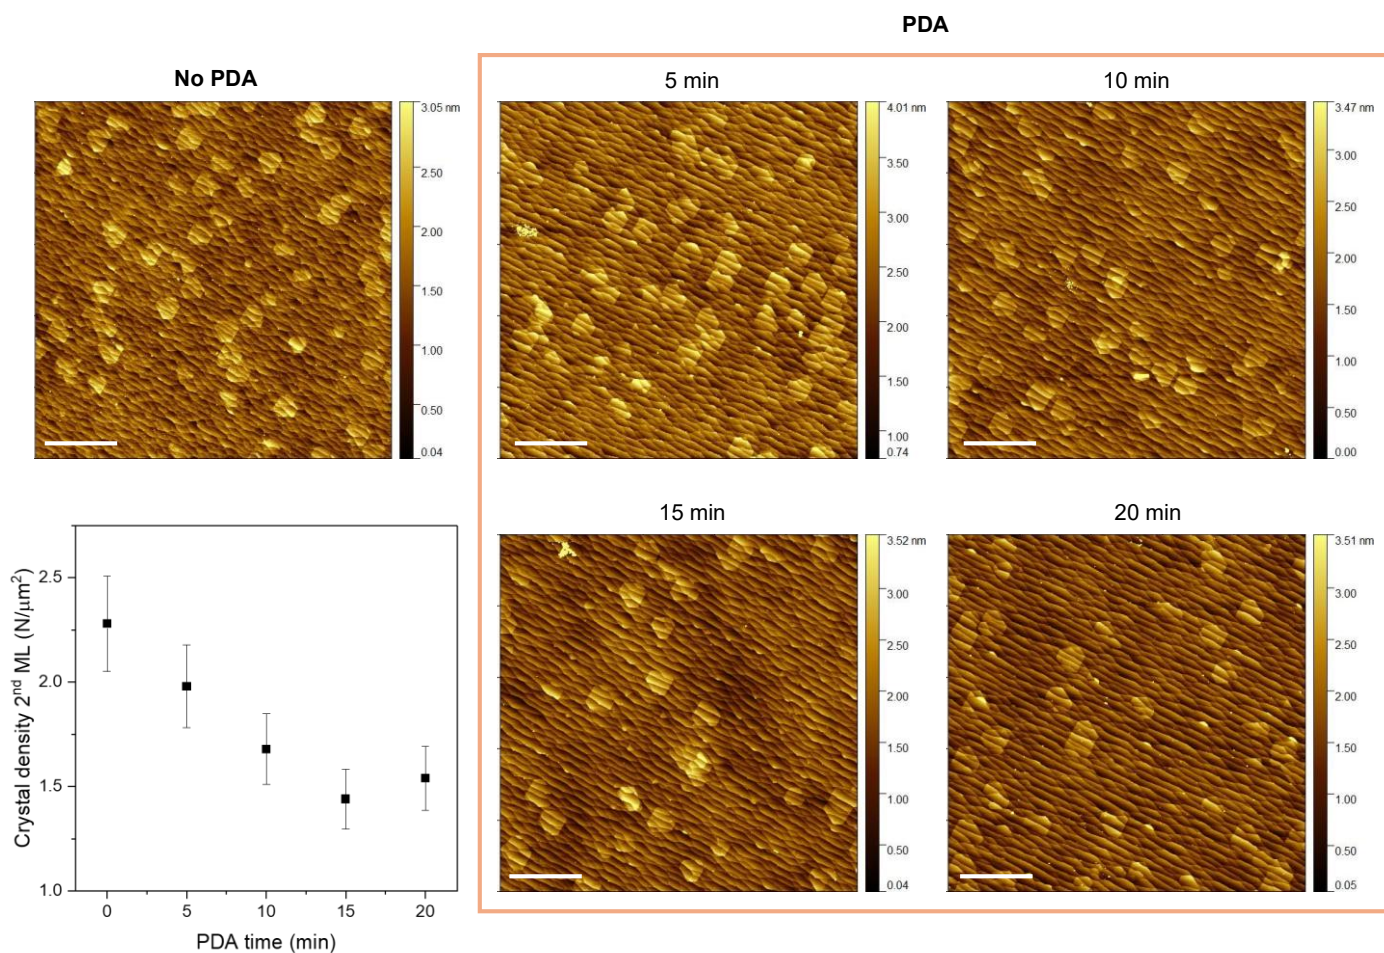 PDA
No PDA
5 min
10 min
3.05 nm
2.50
2.00
1.50
1.00
0.50
0.04
4.01 nm
3.50
3.00
2.50
2.00
1.50
1.00
0.74
3.47 nm
3.00
2.50
2.00
1.50
1.00
0.50
0.00
15 min
20 min
3.52 nm
3.00
2.50
2.00
1.50
1.00
0.50
0.04
3.51 nm
3.00
2.50
2.00
1.50
1.00
0.50
0.05
Crystal density 2nd ML (N/μm²)
2.5
2.0
1.5
1.0
0 5 10 15 20
PDA time (min)